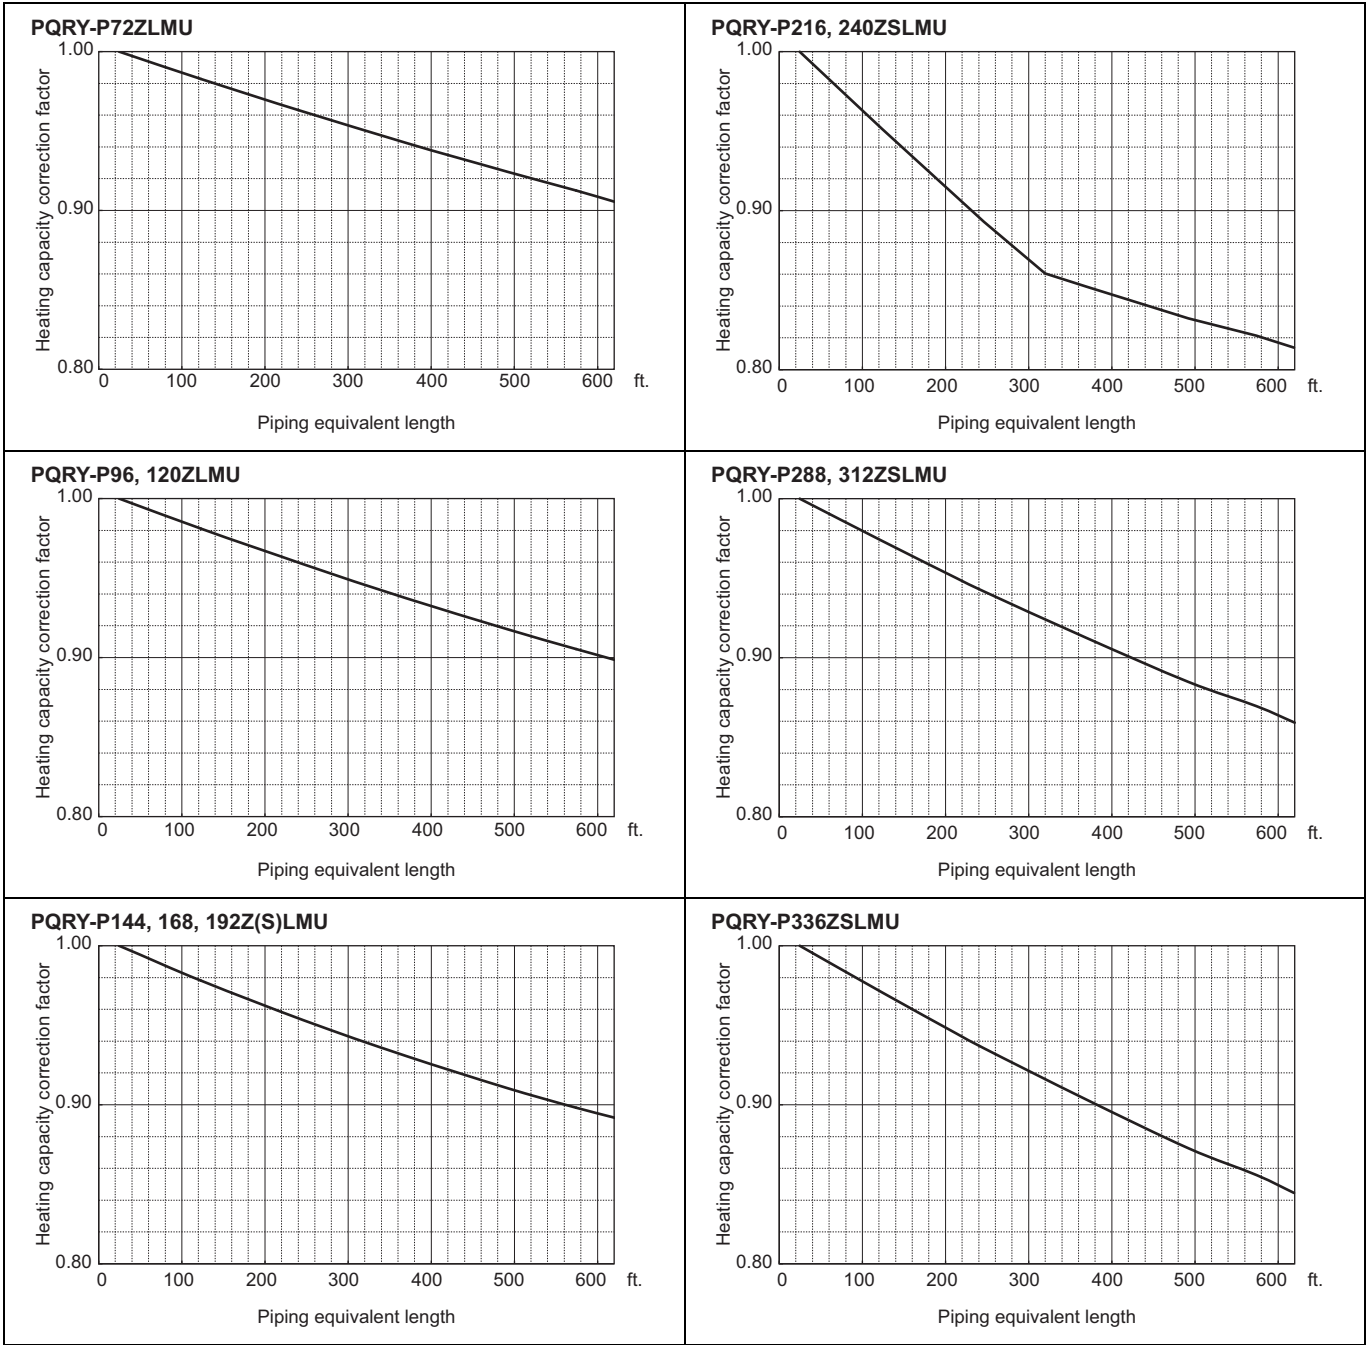 PQRY-P72ZLMU
Heating capacity correction factor
1.00
0.90
0.80
0 100 200 300 400 500 600 ft.
Piping equivalent length
PQRY-P216, 240ZSLMU
Heating capacity correction factor
1.00
0.90
0.80
0 100 200 300 400 500 600 ft.
Piping equivalent length
PQRY-P96, 120ZLMU
Heating capacity correction factor
1.00
0.90
0.80
0 100 200 300 400 500 600 ft.
Piping equivalent length
PQRY-P288, 312ZSLMU
Heating capacity correction factor
1.00
0.90
0.80
0 100 200 300 400 500 600 ft.
Piping equivalent length
PQRY-P144, 168, 192Z(S)LMU
Heating capacity correction factor
1.00
0.90
0.80
0 100 200 300 400 500 600 ft.
Piping equivalent length
PQRY-P336ZSLMU
Heating capacity correction factor
1.00
0.90
0.80
0 100 200 300 400 500 600 ft.
Piping equivalent length